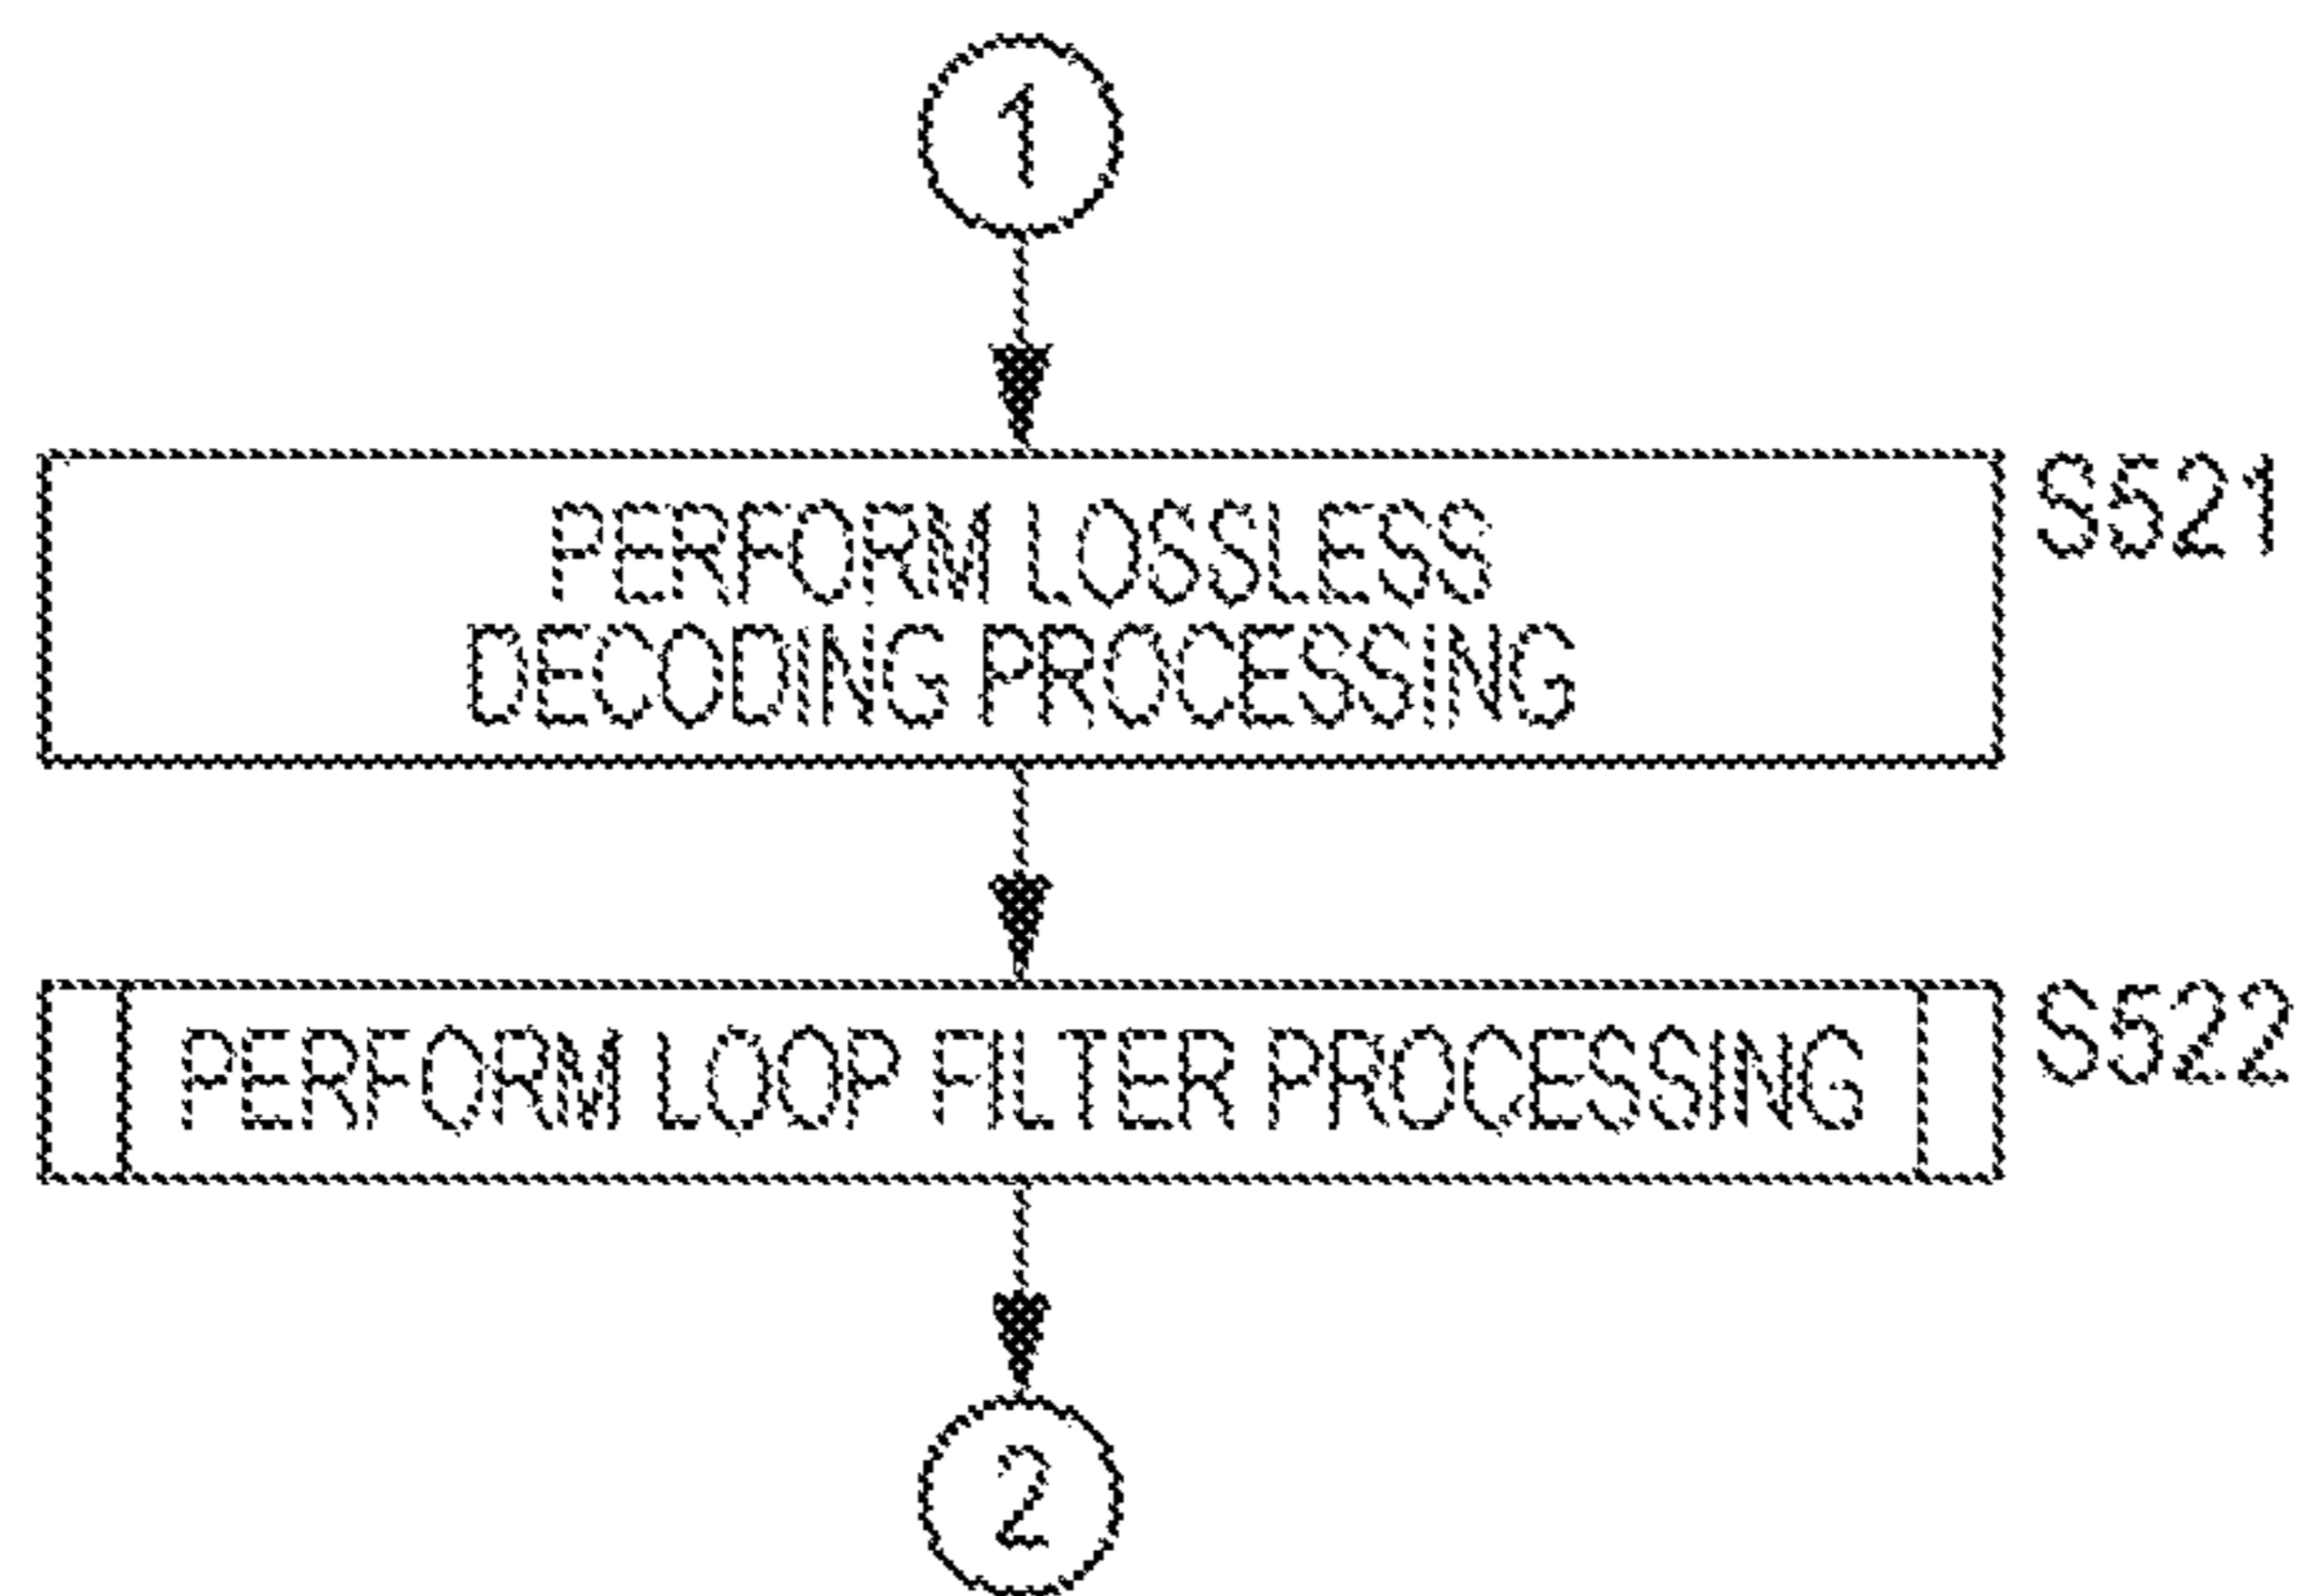 1
PERFORM LOSSLESS
DECODING PROCESSING
S521
PERFORM LOOP FILTER PROCESSING
S522
2